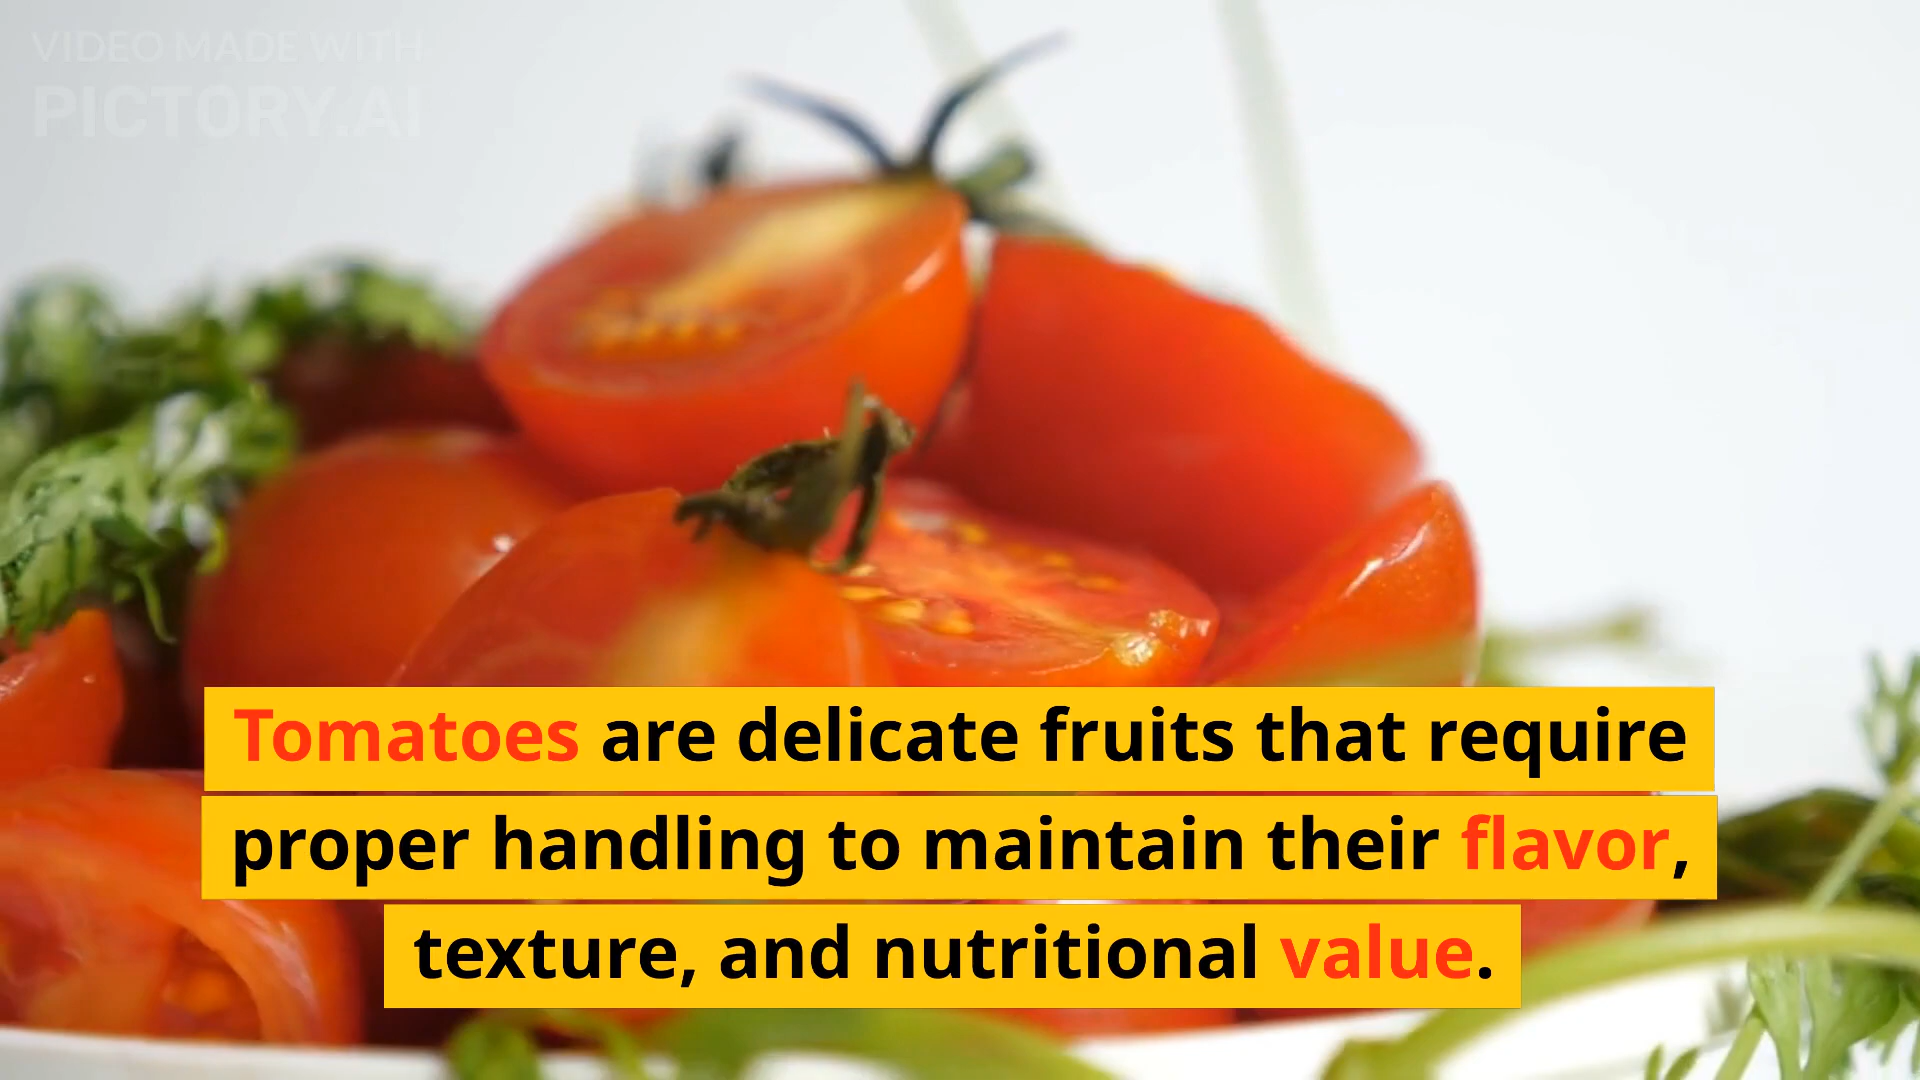 VIDEO MADE WITH
PICTORY.AI
Tomatoes are delicate fruits that require
proper handling to maintain their flavor,
texture, and nutritional value.